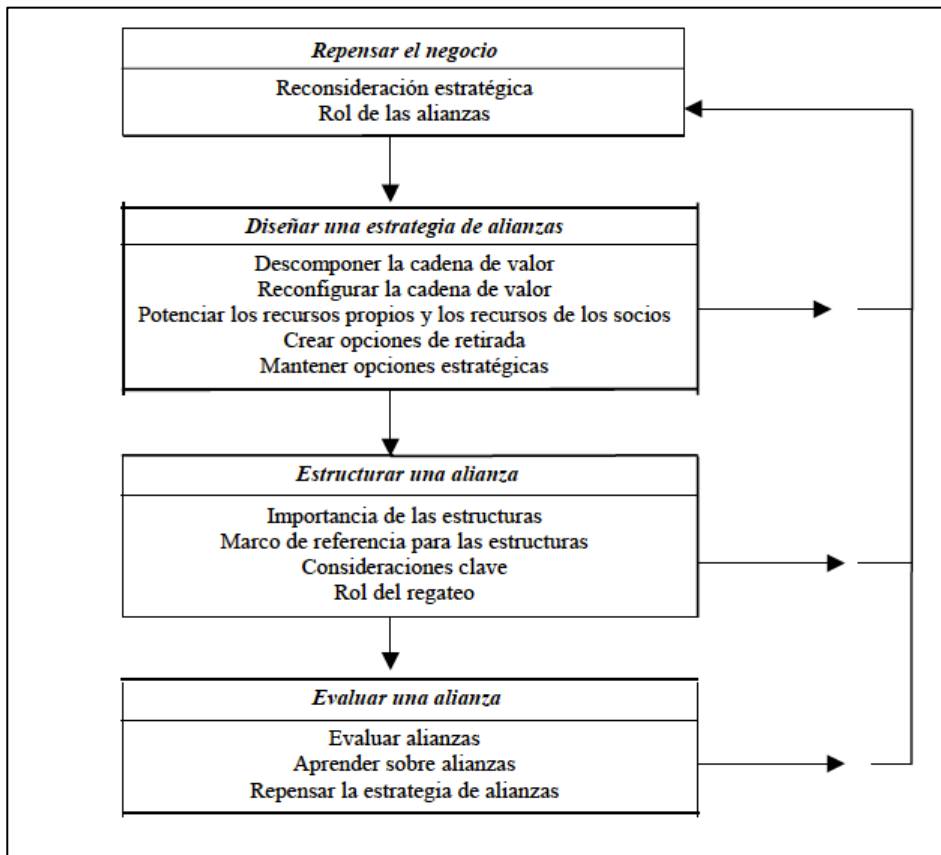 Repensar el negocio
Reconsideración estratégica
Rol de las alianzas
Diseñar una estrategia de alianzas
Descomponer la cadena de valor
Reconfigurar la cadena de valor
Potenciar los recursos propios y los recursos de los socios
Crear opciones de retirada
Mantener opciones estratégicas
Estructurar una alianza
Importancia de las estructuras
Marco de referencia para las estructuras
Consideraciones clave
Rol del regateo
Evaluar una alianza
Evaluar alianzas
Aprender sobre alianzas
Repensar la estrategia de alianzas